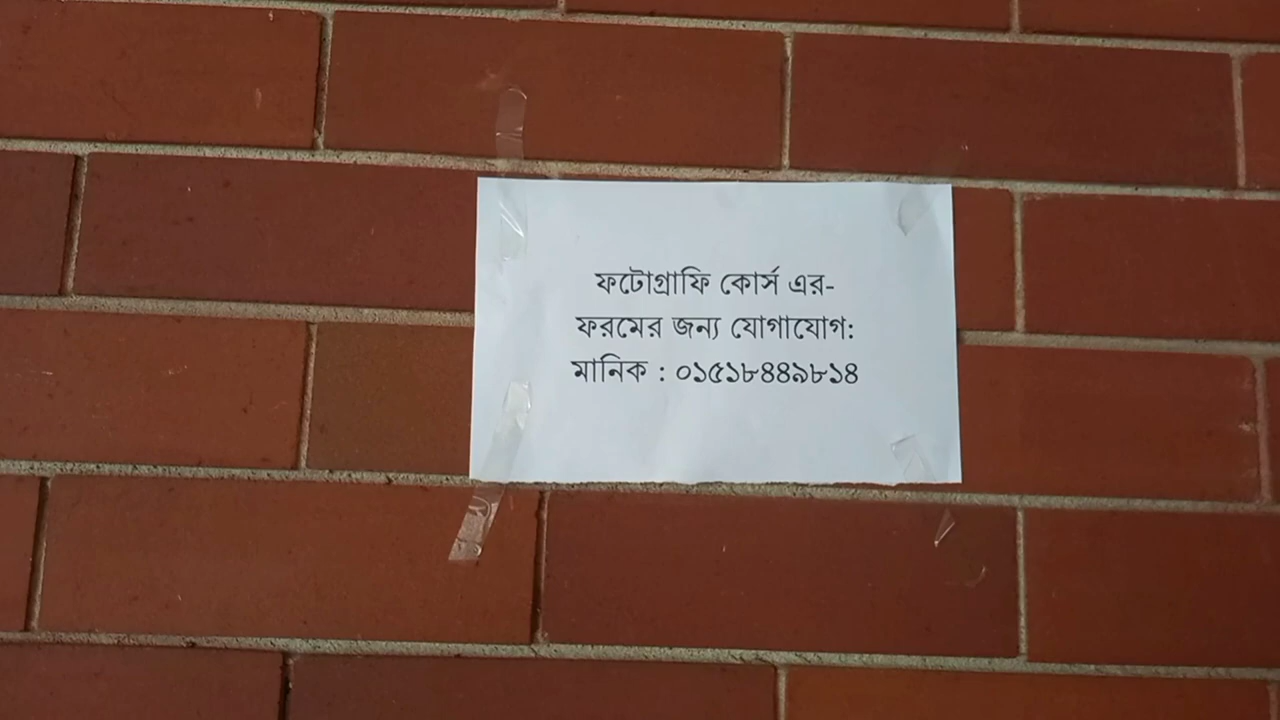 ফটোগ্রাফি কোর্স এর-
ফরমের জন্য যোগাযোগ:
মানিক : ০১৫১৮৪৪৯৮১৪